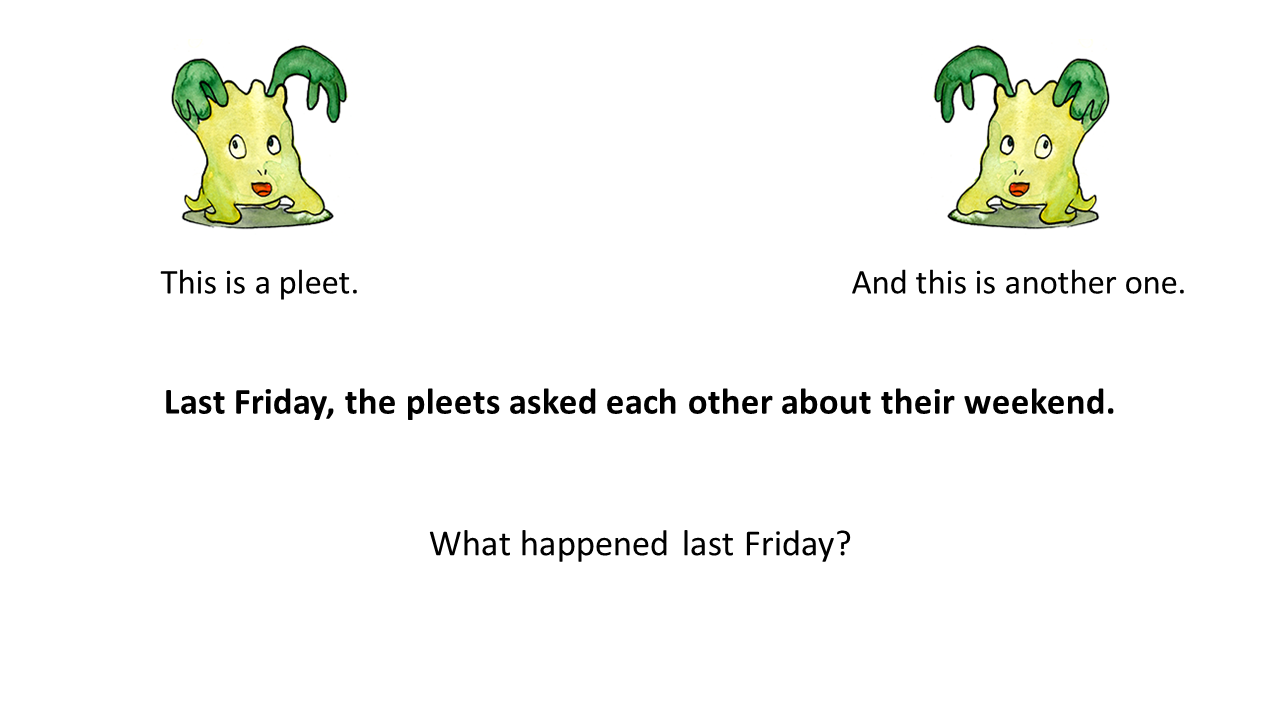 This is a pleet.
And this is another one.
Last Friday, the pleets asked each other about their weekend.
What happened last Friday?